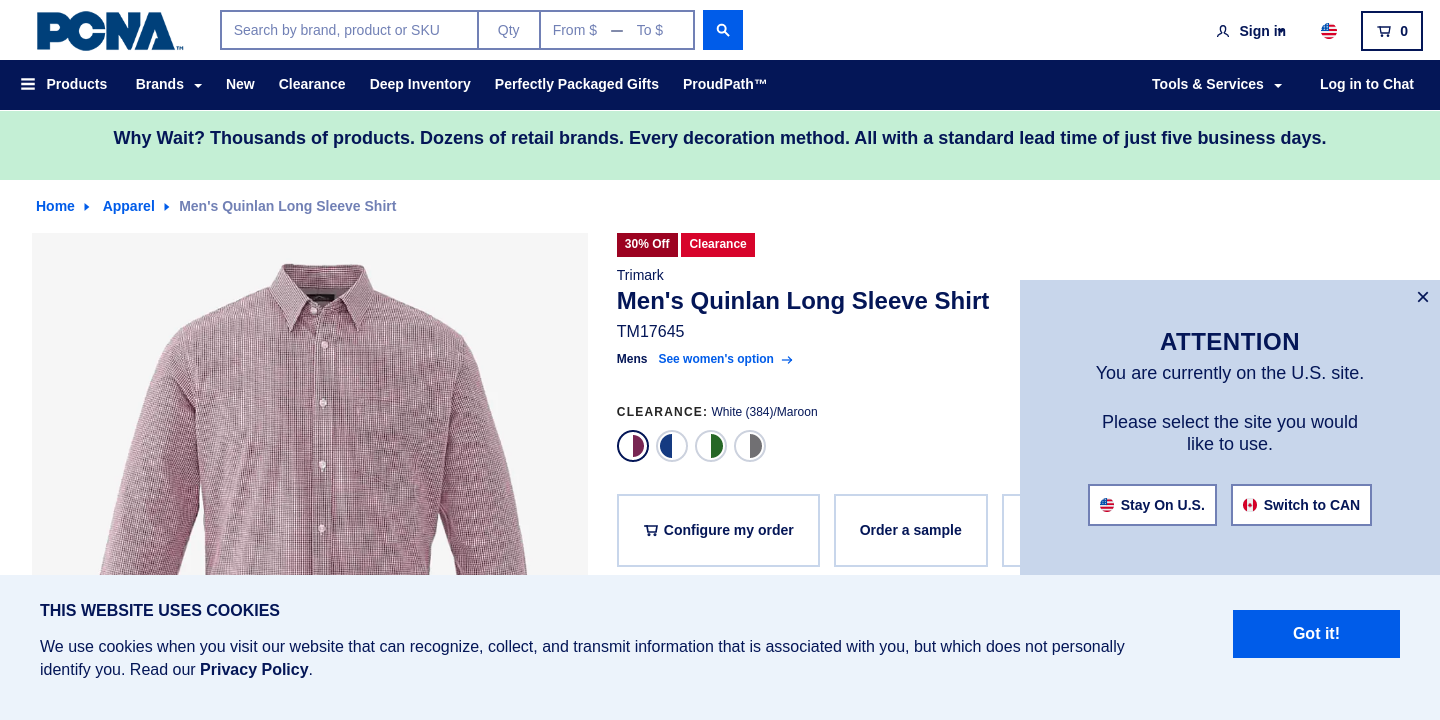 PCNA™
Search by brand, product or SKU
Qty
From $ — To $
Sign in
0
Products
Brands
New
Clearance
Deep Inventory
Perfectly Packaged Gifts
ProudPath™
Tools & Services
Log in to Chat
Why Wait? Thousands of products. Dozens of retail brands. Every decoration method. All with a standard lead time of just five business days.
Home
Apparel
Men's Quinlan Long Sleeve Shirt
30% Off
Clearance
Trimark
Men's Quinlan Long Sleeve Shirt
TM17645
Mens See women's option
CLEARANCE: White (384)/Maroon
Configure my order
Order a sample
×
ATTENTION
You are currently on the U.S. site.
Please select the site you would
like to use.
Stay On U.S.
Switch to CAN
THIS WEBSITE USES COOKIES
We use cookies when you visit our website that can recognize, collect, and transmit information that is associated with you, but which does not personally
identify you. Read our Privacy Policy.
Got it!